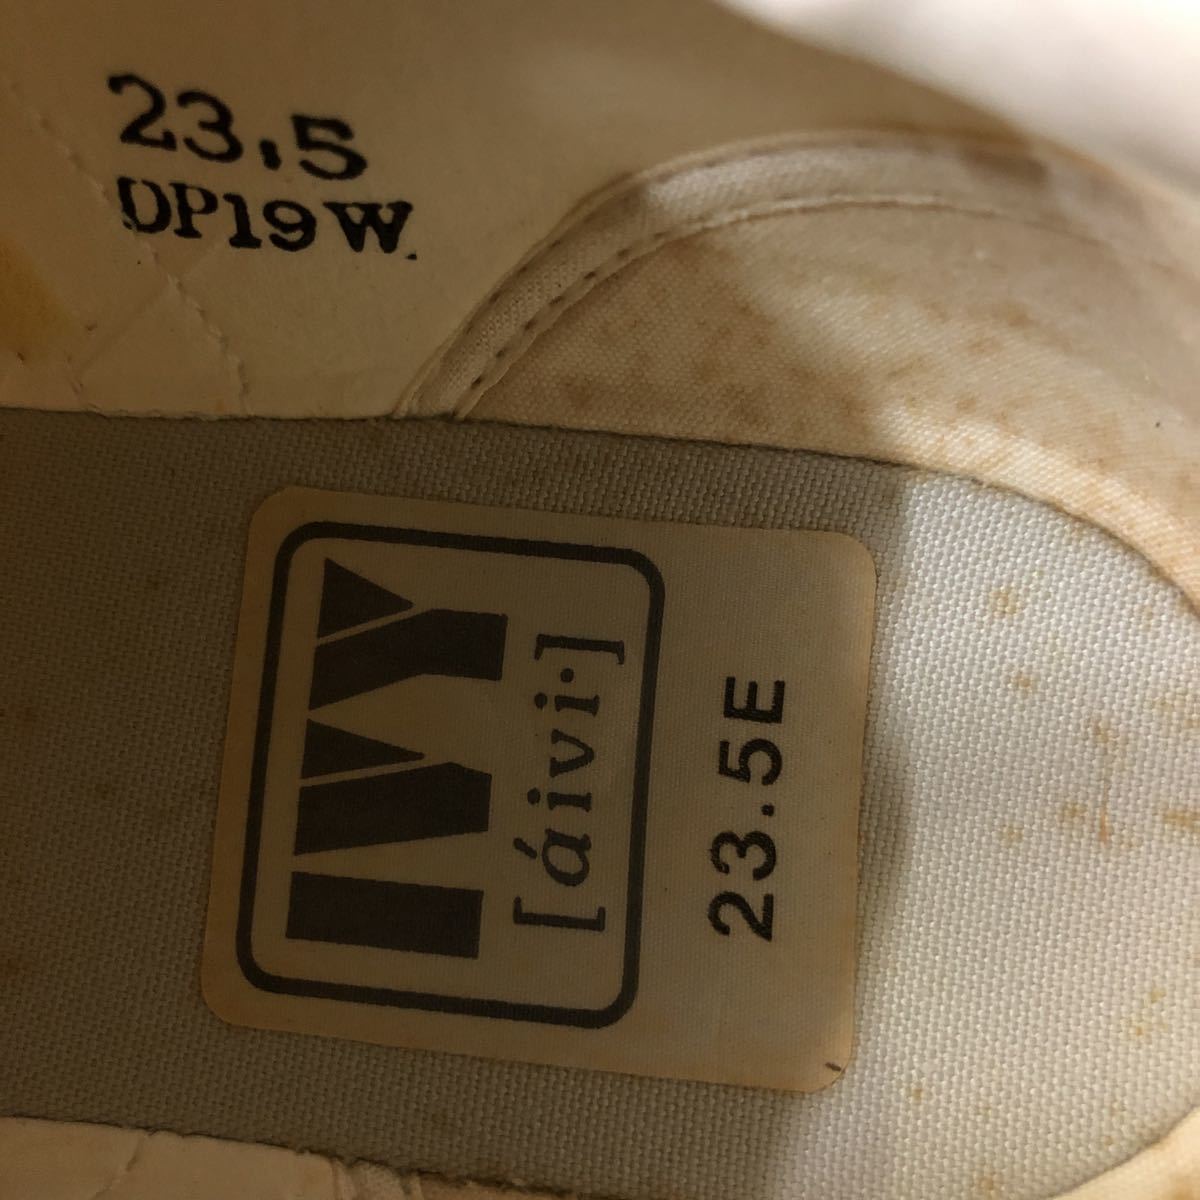 23.5
DP19W
IVY
[áivi·]
23.5E